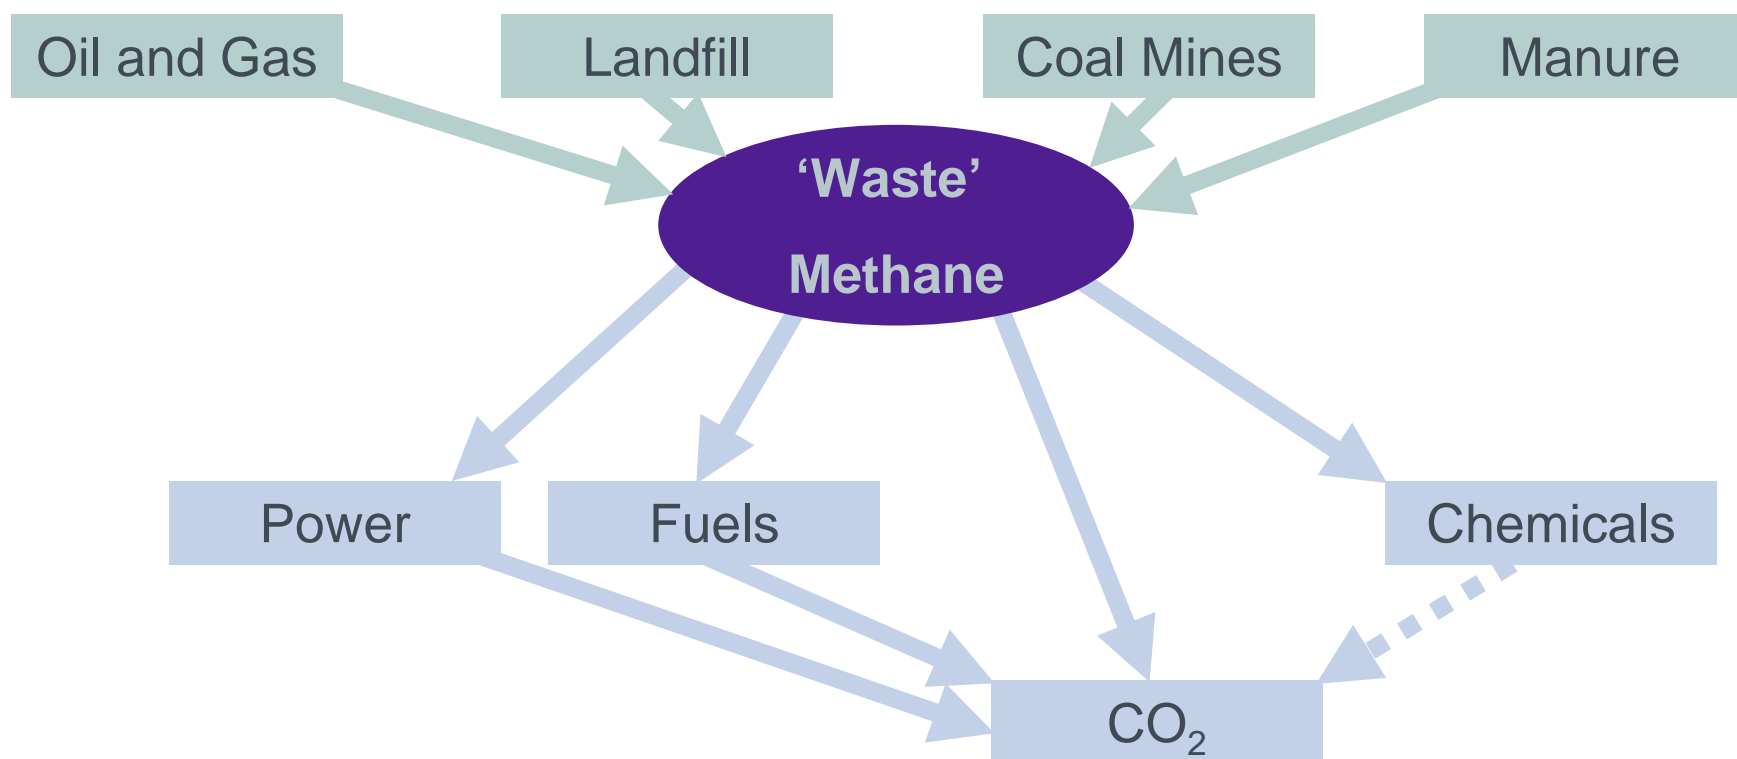 Oil and Gas
Landfill
Coal Mines
Manure
‘Waste’
Methane
Power
Fuels
Chemicals
CO₂